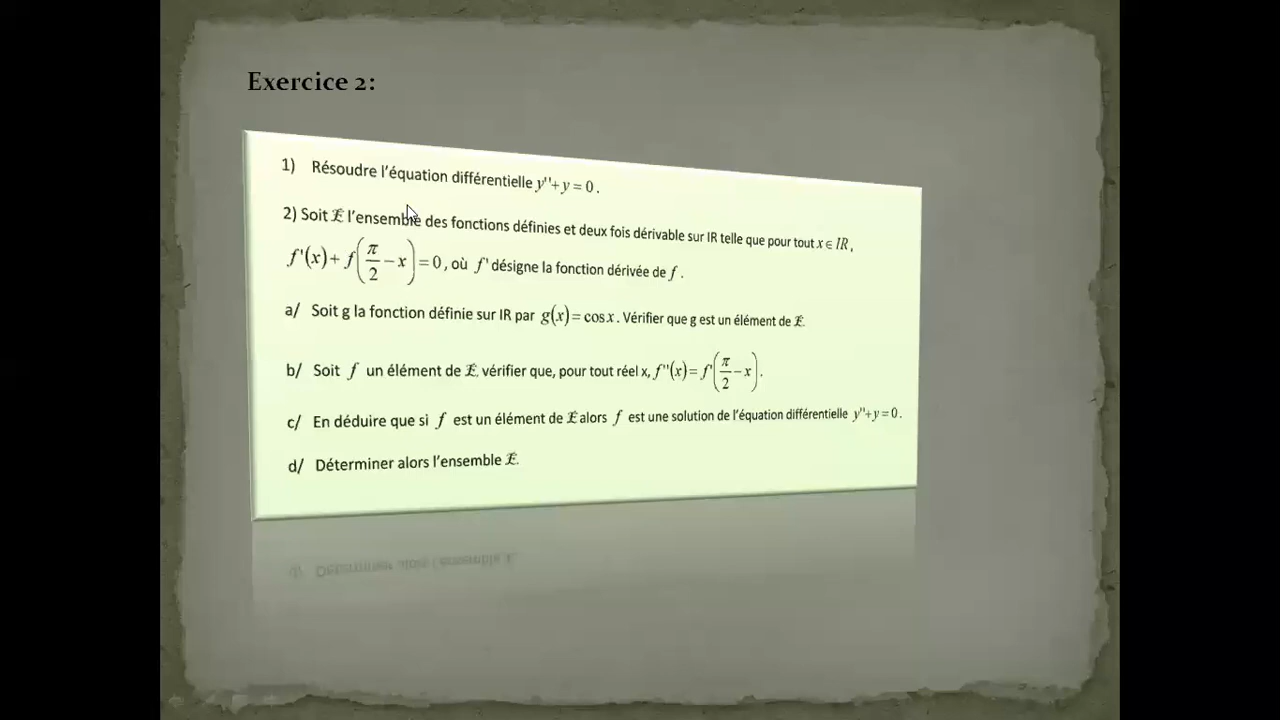 Exercice 2:
1) Résoudre l'équation différentielle y''+y=0.
2) Soit ℰ l'ensemble des fonctions définies et deux fois dérivable sur IR telle que pour tout x∈IR,
f'(x)+f(π/2−x)=0, où f' désigne la fonction dérivée de f.
a/ Soit g la fonction définie sur IR par g(x)=cosx. Vérifier que g est un élément de ℰ.
b/ Soit f un élément de ℰ, vérifier que, pour tout réel x, f''(x)=f'(π/2−x).
c/ En déduire que si f est un élément de ℰ alors f est une solution de l'équation différentielle y''+y=0.
d/ Déterminer alors l'ensemble ℰ.